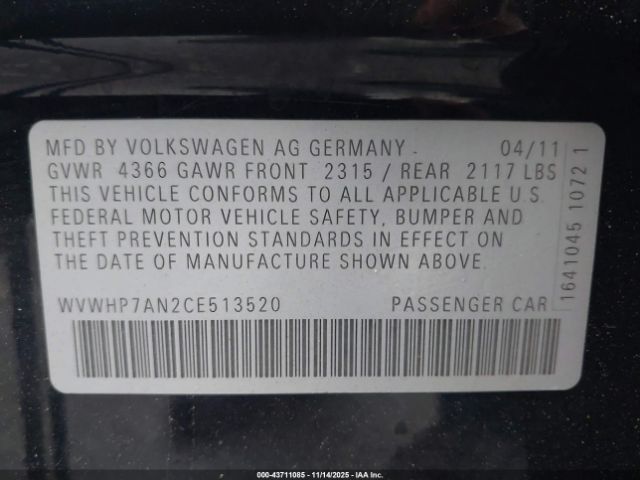 MFD BY VOLKSWAGEN AG GERMANY - 04/11
GVWR 4366 GAWR FRONT 2315 / REAR 2117 LBS
THIS VEHICLE CONFORMS TO ALL APPLICABLE U.S.
FEDERAL MOTOR VEHICLE SAFETY, BUMPER AND
THEFT PREVENTION STANDARDS IN EFFECT ON
THE DATE OF MANUFACTURE SHOWN ABOVE.
WVWHP7AN2CE513520 PASSENGER CAR
1641045 1072 1
000-43711085 - 11/14/2025 - IAA Inc.